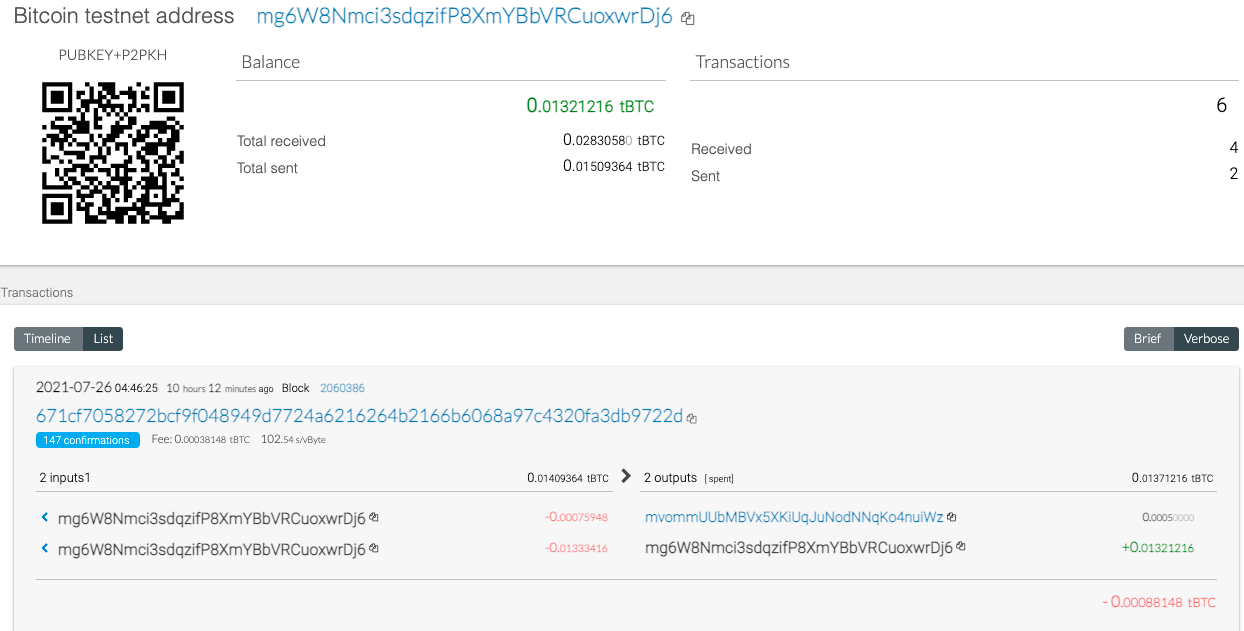 Bitcoin testnet address mg6W8Nmci3sdqzifP8XmYBbVRCuoxwrDj6
PUBKEY+P2PKH
Balance
0.01321216 tBTC
Total received 0.02830580 tBTC
Total sent 0.01509364 tBTC
Transactions
6
Received 4
Sent 2
Transactions
Timeline List Brief Verbose
2021-07-26 04:46:25 10 hours 12 minutes ago Block 2060386
671cf7058272bcf9f048949d7724a6216264b2166b6068a97c4320fa3db9722d
147 confirmations Fee: 0.00038148 tBTC 102.54 s/vByte
2 inputs1 0.01409364 tBTC 2 outputs [spent] 0.01371216 tBTC
mg6W8Nmci3sdqzifP8XmYBbVRCuoxwrDj6 -0.00075948 mvommUUbMBVx5XKiUqJuNodNNqKo4nuiWz 0.00050000
mg6W8Nmci3sdqzifP8XmYBbVRCuoxwrDj6 -0.01333416 mg6W8Nmci3sdqzifP8XmYBbVRCuoxwrDj6 +0.01321216
- 0.00088148 tBTC